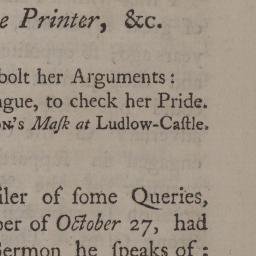 e Printer, &c.
bolt her Arguments:
ngue, to check her Pride.
ON's Maſk at Ludlow-Caſtle.
iler of ſome Queries,
ber of October 27, had
Sermon he ſpeaks of: